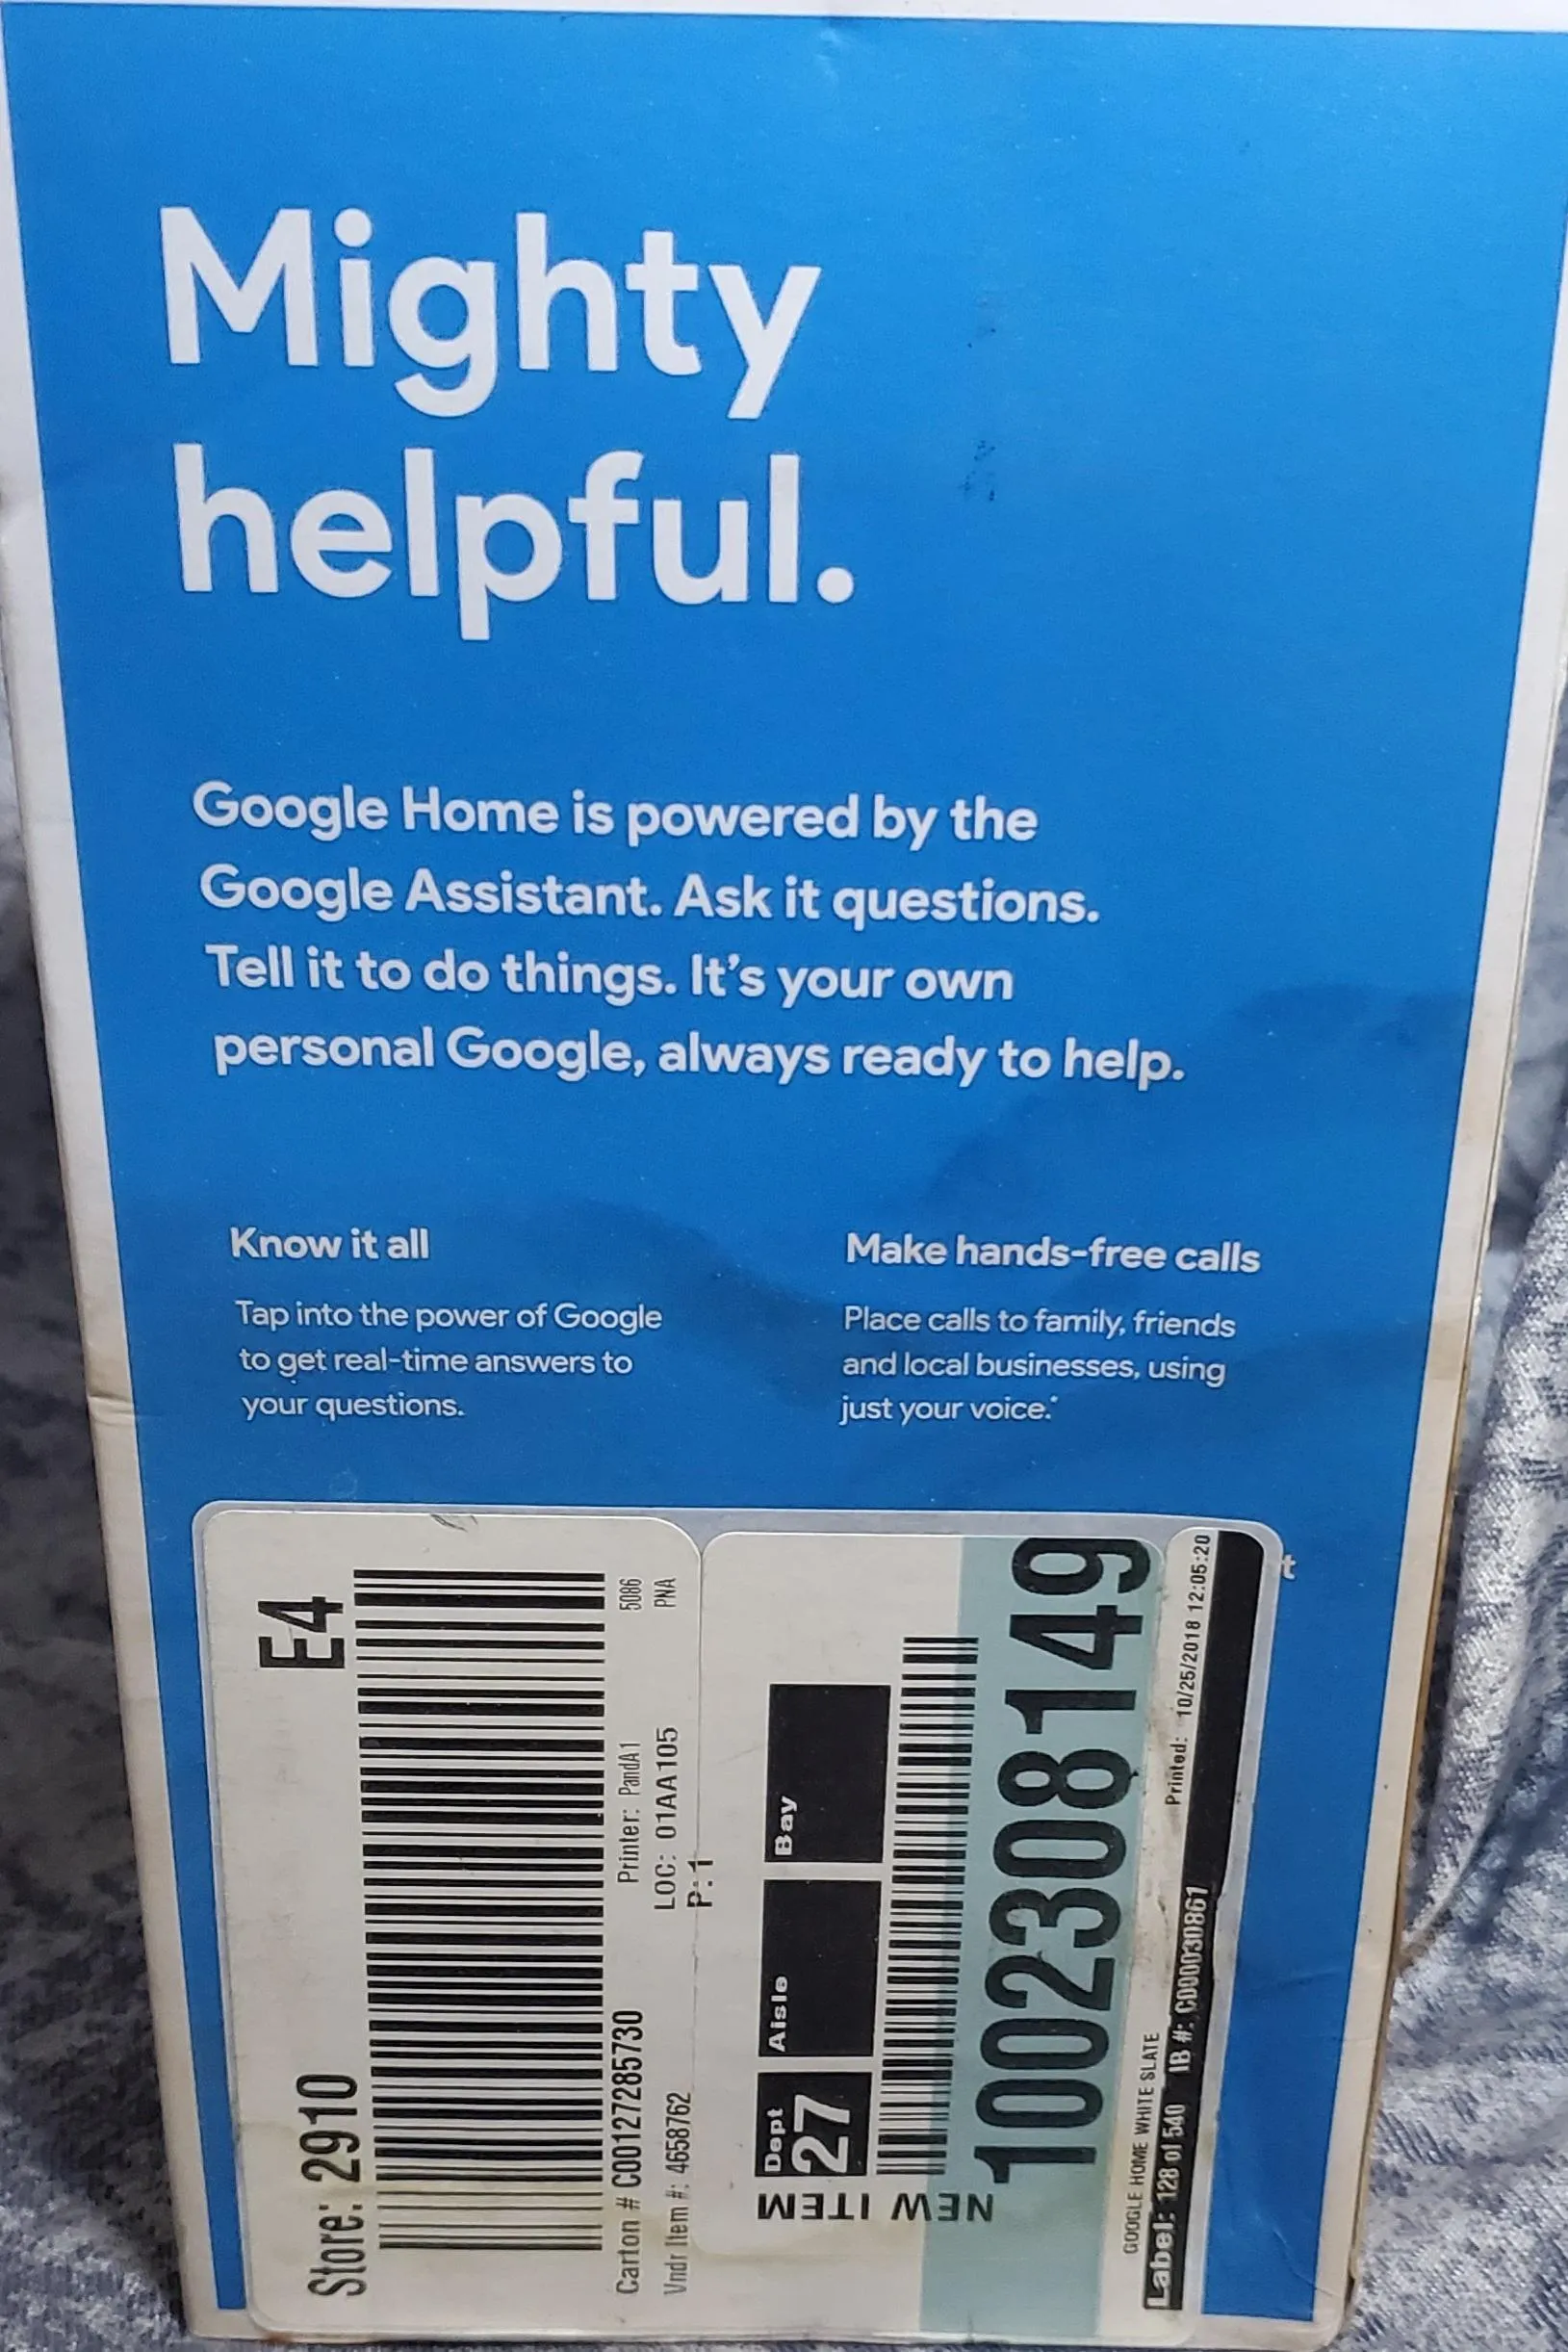 Mighty
helpful.
Google Home is powered by the
Google Assistant. Ask it questions.
Tell it to do things. It's your own
personal Google, always ready to help.
Know it all
Tap into the power of Google
to get real-time answers to
your questions.
Make hands-free calls
Place calls to family, friends
and local businesses, using
just your voice.*
t
Store: 2910 E4
Carton # C00127285730 Printer: PandA1 5086
Vndr Item #: 4658762 LOC: 01AA105 PNA
P:1
NEW ITEM
Dept Aisle Bay
27
1002308149
GOOGLE HOME WHITE SLATE Printed: 10/25/2018 12:05:20
Label: 128 of 540 IB #: C0000030861